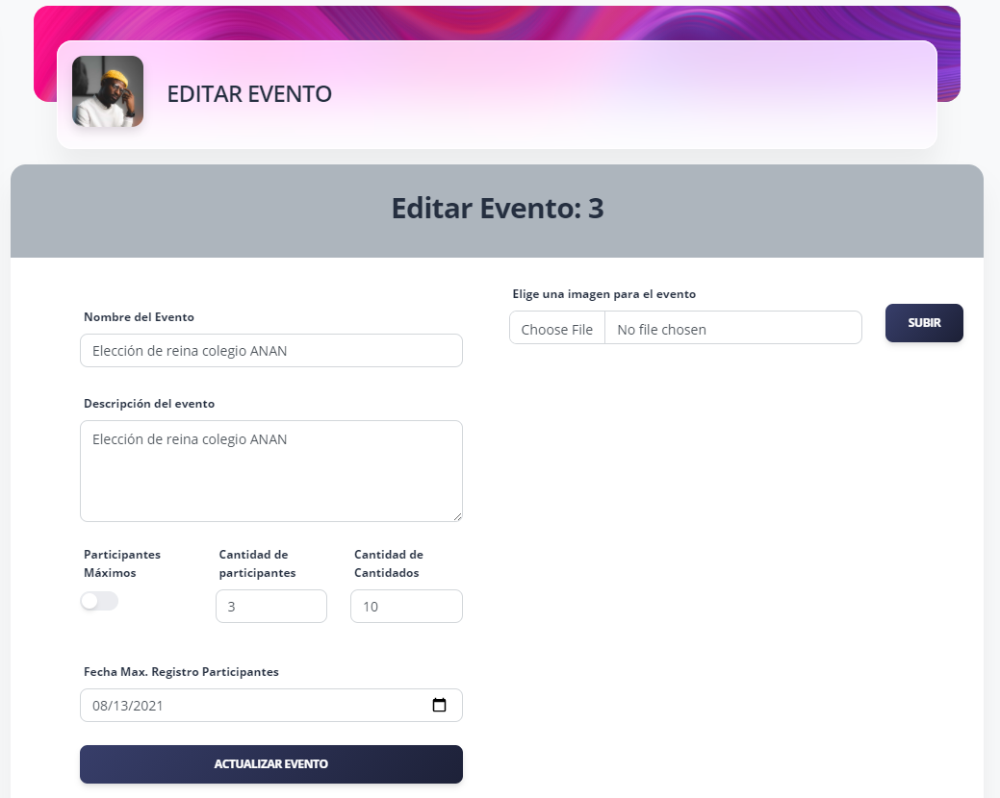 EDITAR EVENTO
Editar Evento: 3
Nombre del Evento
Elección de reina colegio ANAN
Descripción del evento
Elección de reina colegio ANAN
Participantes
Máximos
Cantidad de
participantes
3
Cantidad de
Cantidados
10
Fecha Max. Registro Participantes
08/13/2021
ACTUALIZAR EVENTO
Elige una imagen para el evento
Choose File No file chosen
SUBIR